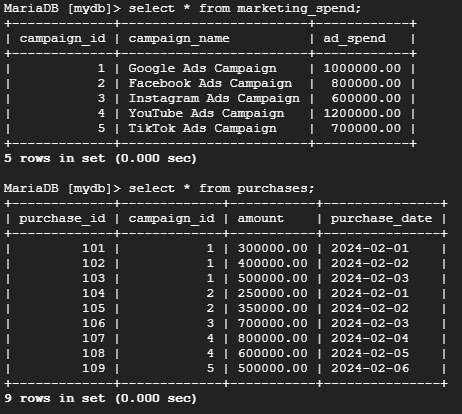 MariaDB [mydb]> select * from marketing_spend;
+-------------+--------------------+------------+
| campaign_id | campaign_name | ad_spend |
+-------------+--------------------+------------+
| 1 | Google Ads Campaign | 1000000.00 |
| 2 | Facebook Ads Campaign | 800000.00 |
| 3 | Instagram Ads Campaign | 600000.00 |
| 4 | YouTube Ads Campaign | 1200000.00 |
| 5 | TikTok Ads Campaign | 700000.00 |
+-------------+--------------------+------------+
5 rows in set (0.000 sec)
MariaDB [mydb]> select * from purchases;
+-------------+-------------+-----------+---------------+
| purchase_id | campaign_id | amount | purchase_date |
+-------------+-------------+-----------+---------------+
| 101 | 1 | 300000.00 | 2024-02-01 |
| 102 | 1 | 400000.00 | 2024-02-02 |
| 103 | 1 | 500000.00 | 2024-02-03 |
| 104 | 2 | 250000.00 | 2024-02-01 |
| 105 | 2 | 350000.00 | 2024-02-02 |
| 106 | 3 | 700000.00 | 2024-02-03 |
| 107 | 4 | 800000.00 | 2024-02-04 |
| 108 | 4 | 600000.00 | 2024-02-05 |
| 109 | 5 | 500000.00 | 2024-02-06 |
+-------------+-------------+-----------+---------------+
9 rows in set (0.000 sec)